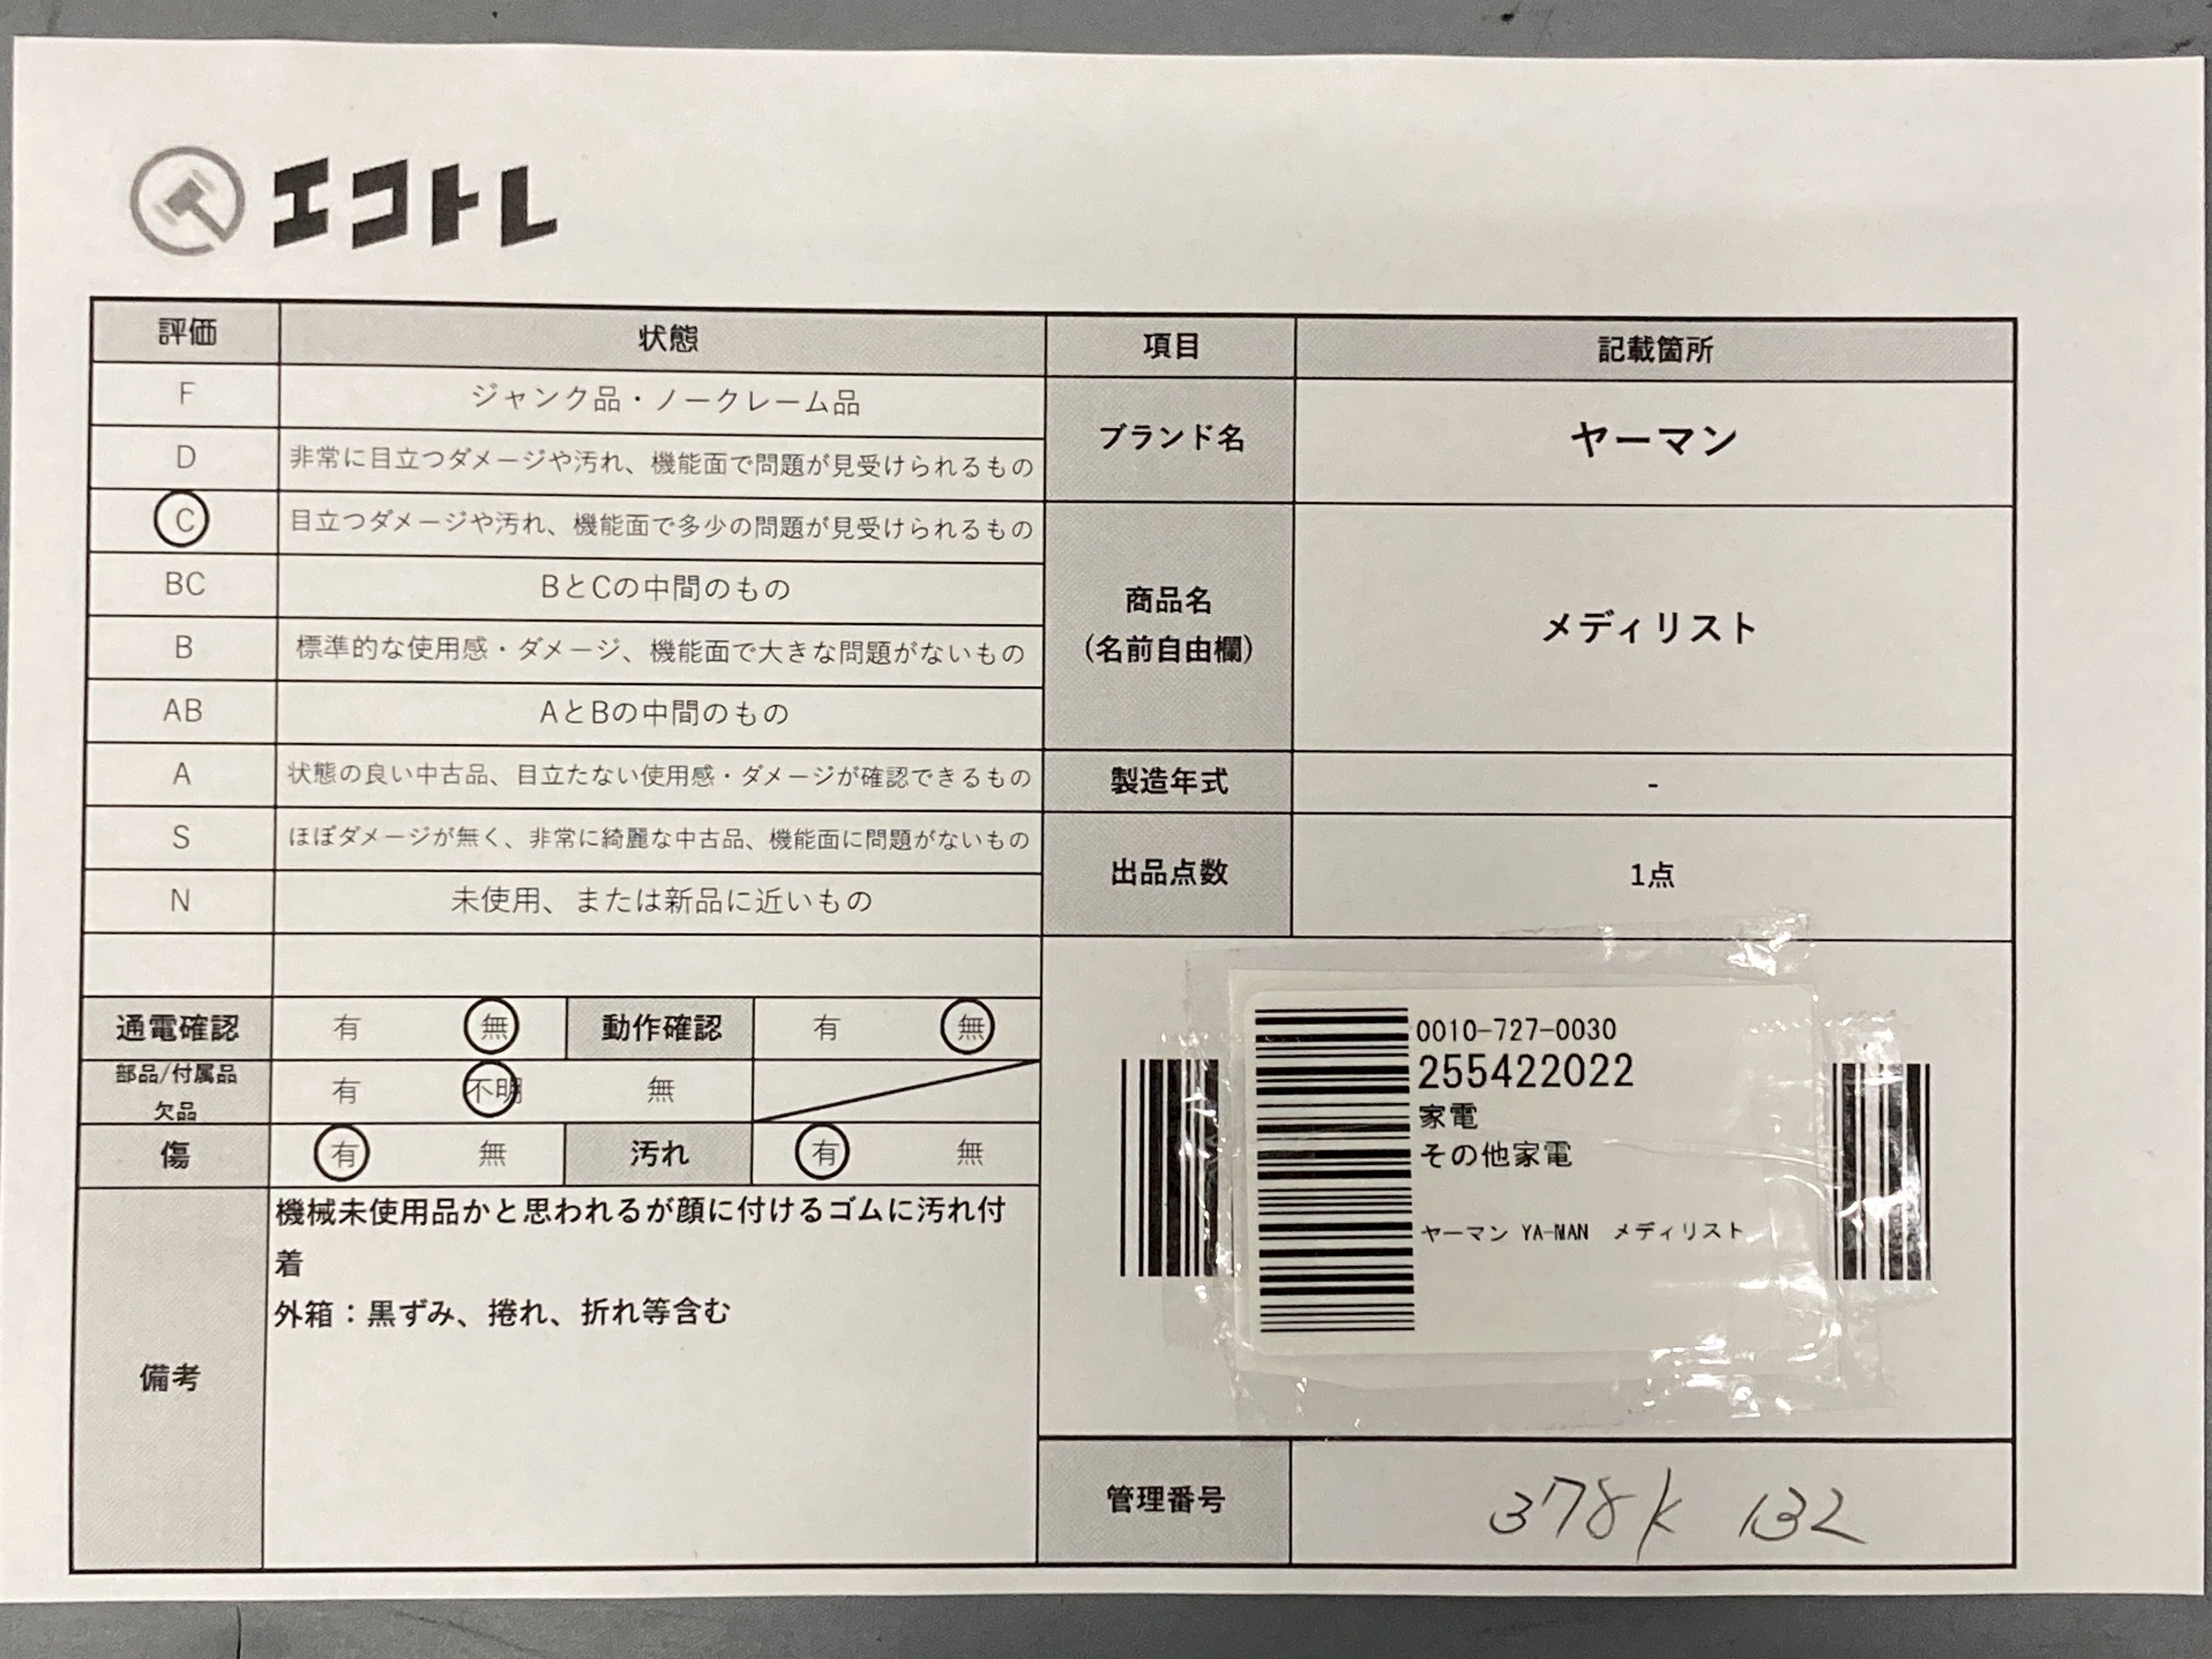 エコトレ
評価 状態 項目 記載箇所
F ジャンク品・ノークレーム品
D 非常に目立つダメージや汚れ、機能面で問題が見受けられるもの
ブランド名 ヤーマン
C 目立つダメージや汚れ、機能面で多少の問題が見受けられるもの
BC BとCの中間のもの
B 標準的な使用感・ダメージ、機能面で大きな問題がないもの
商品名
(名前自由欄)
メディリスト
AB AとBの中間のもの
A 状態の良い中古品、目立たない使用感・ダメージが確認できるもの
製造年式 -
S ほぼダメージが無く、非常に綺麗な中古品、機能面に問題がないもの
出品点数 1点
N 未使用、または新品に近いもの
通電確認 有 無 動作確認 有 無
部品/付属品
欠品
有 不明 無
傷 有 無 汚れ 有 無
備考
機械未使用品かと思われるが顔に付けるゴムに汚れ付
着
外箱：黒ずみ、捲れ、折れ等含む
0010-727-0030
255422022
家電
その他家電
ヤーマン YA-MAN メディリスト
管理番号 378K 132